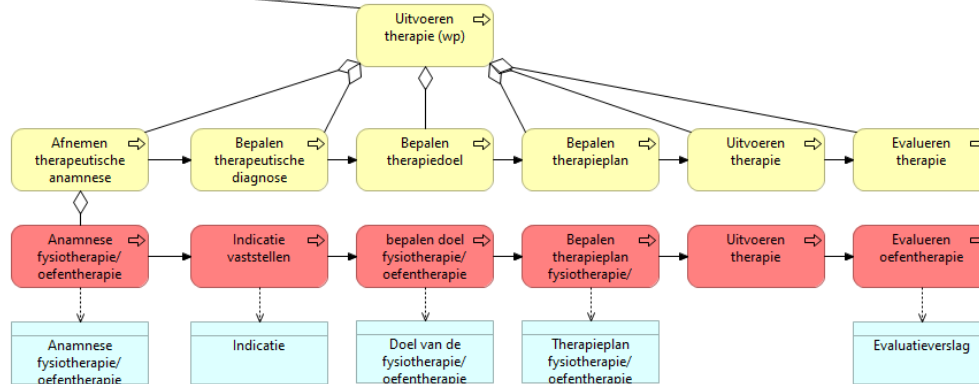 Uitvoeren
therapie (wp)
Afnemen
therapeutische
anamnese
Bepalen
therapeutische
diagnose
Bepalen
therapiedoel
Bepalen
therapieplan
Uitvoeren
therapie
Evalueren
therapie
Anamnese
fysiotherapie/
oefentherapie
Indicatie
vaststellen
bepalen doel
fysiotherapie/
oefentherapie
Bepalen
therapieplan
fysiotherapie/
Uitvoeren
therapie
Evalueren
oefentherapie
Anamnese
fysiotherapie/
oefentherapie
Indicatie
Doel van de
fysiotherapie/
oefentherapie
Therapieplan
fysiotherapie/
oefentherapie
Evaluatieverslag